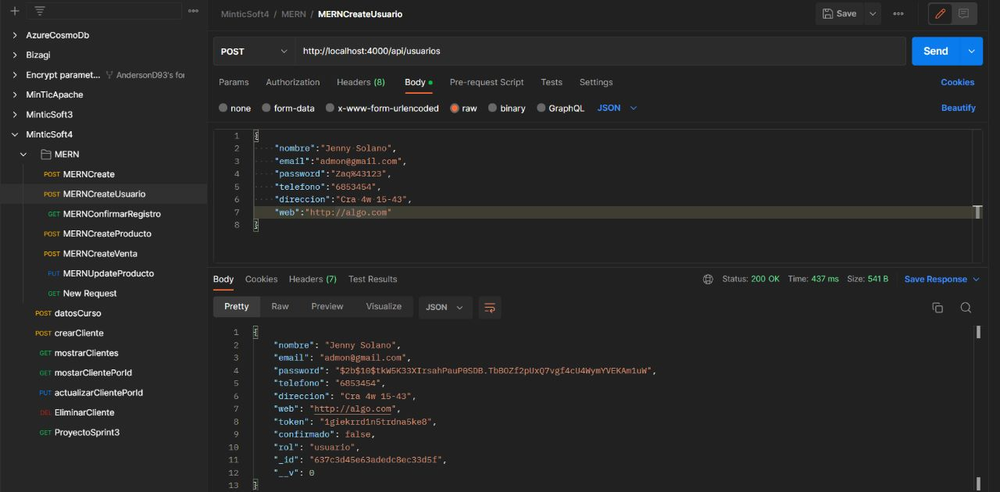 MinticSoft4 / MERN / MERNCreateUsuario
Save
AzureCosmoDb
Bizagi
Encrypt paramet... AndersonD93's for
MinTicApache
MinticSoft3
MinticSoft4
MERN
POST MERNCreate
POST MERNCreateUsuario
GET MERNConfirmarRegistro
POST MERNCreateProducto
POST MERNCreateVenta
PUT MERNUpdateProducto
GET New Request
POST datosCurso
POST crearCliente
GET mostrarClientes
GET mostarClientePorId
PUT actualizarClientePorId
DEL EliminarCliente
GET ProyectoSprint3
POST http://localhost:4000/api/usuarios Send
Params Authorization Headers (8) Body Pre-request Script Tests Settings Cookies
none form-data x-www-form-urlencoded raw binary GraphQL JSON Beautify
1 {
2 "nombre":"Jenny Solano",
3 "email":"admon@gmail.com",
4 "password":"Zaq%43123",
5 "telefono":"6853454",
6 "direccion":"Cra 4w 15-43",
7 "web":"http://algo.com"
8 }
Body Cookies Headers (7) Test Results Status: 200 OK Time: 437 ms Size: 541 B Save Response
Pretty Raw Preview Visualize JSON
1 {
2 "nombre": "Jenny Solano",
3 "email": "admon@gmail.com",
4 "password": "$2b$10$tkW5K33XIrsahPauP0SDB.TbBOZf2pUxQ7vgf4cU4WymYVEKAm1uW",
5 "telefono": "6853454",
6 "direccion": "Cra 4w 15-43",
7 "web": "http://algo.com",
8 "token": "1giekrrd1n5trdna5ke8",
9 "confirmado": false,
10 "rol": "usuario",
11 "_id": "637c3d45e63adedc8ec33d5f",
12 "__v": 0
13 }